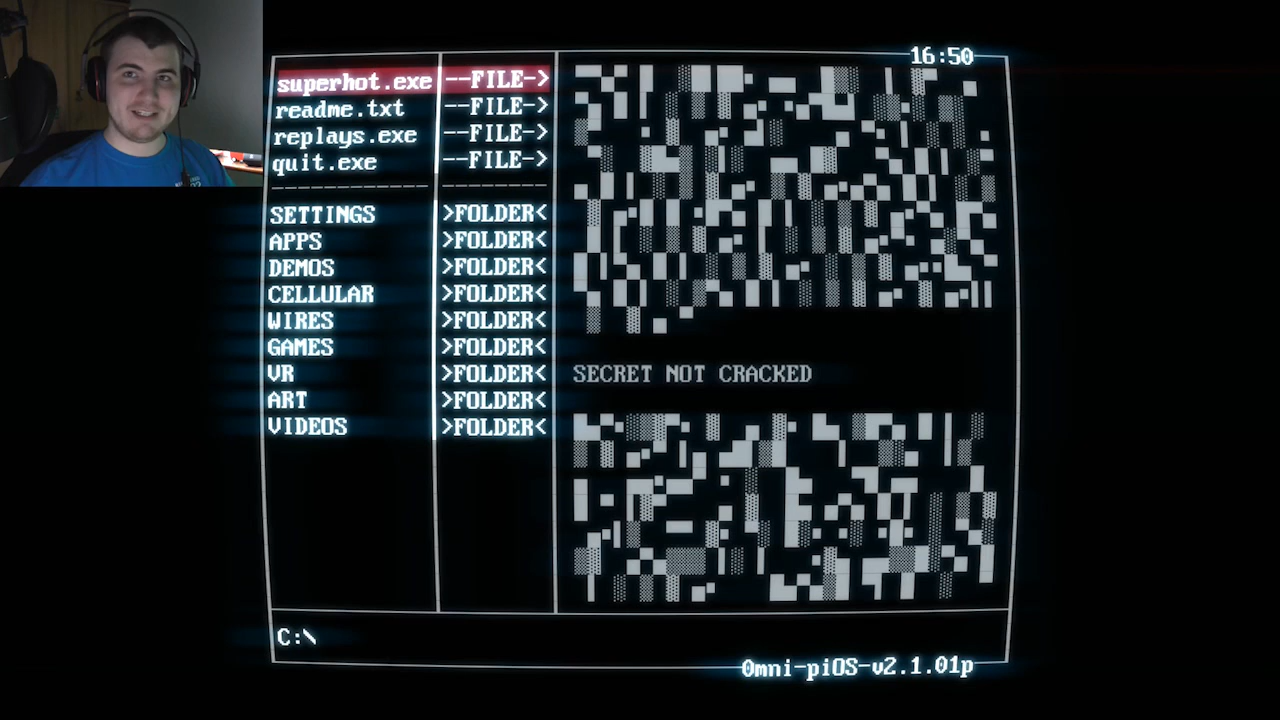 16:50
superhot.exe --FILE->
readme.txt --FILE->
replays.exe --FILE->
quit.exe --FILE->
SETTINGS >FOLDER<
APPS >FOLDER<
DEMOS >FOLDER<
CELLULAR >FOLDER<
WIRES >FOLDER<
GAMES >FOLDER<
VR >FOLDER<
SECRET NOT CRACKED
ART >FOLDER<
VIDEOS >FOLDER<
C:\
0mni-piOS-v2.1.01p